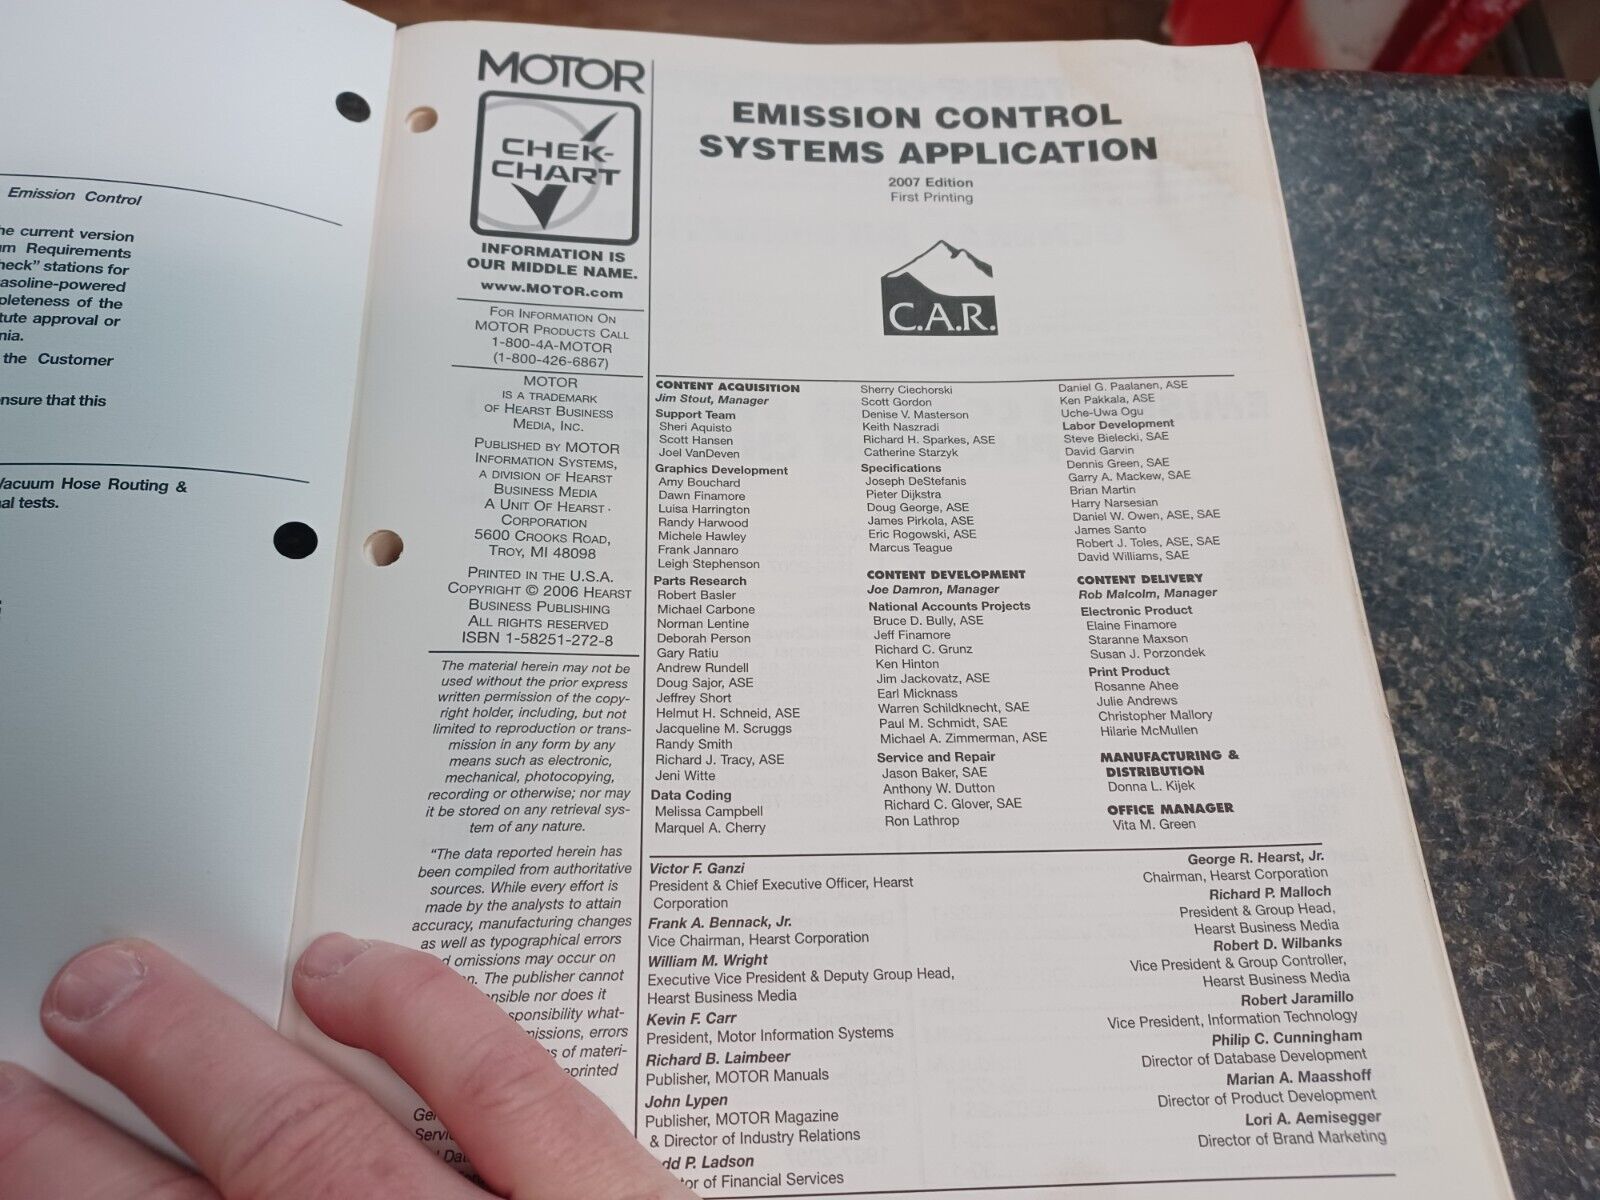 Emission Control
he current version
um Requirements
heck" stations for
asoline-powered
pleteness of the
tute approval or
nia.
the Customer
nsure that this
Vacuum Hose Routing &
al tests.
MOTOR
CHEK-
CHART
INFORMATION IS
OUR MIDDLE NAME.
www.MOTOR.com
FOR INFORMATION ON
MOTOR PRODUCTS CALL
1-800-4A-MOTOR
(1-800-426-6867)
MOTOR
IS A TRADEMARK
OF HEARST BUSINESS
MEDIA, INC.
PUBLISHED BY MOTOR
INFORMATION SYSTEMS,
A DIVISION OF HEARST
BUSINESS MEDIA
A UNIT OF HEARST
CORPORATION
5600 CROOKS ROAD,
TROY, MI 48098
PRINTED IN THE U.S.A.
COPYRIGHT © 2006 HEARST
BUSINESS PUBLISHING
ALL RIGHTS RESERVED
ISBN 1-58251-272-8
The material herein may not be
used without the prior express
written permission of the copy-
right holder, including, but not
limited to reproduction or trans-
mission in any form by any
means such as electronic,
mechanical, photocopying,
recording or otherwise; nor may
it be stored on any retrieval sys-
tem of any nature.
"The data reported herein has
been compiled from authoritative
sources. While every effort is
made by the analysts to attain
accuracy, manufacturing changes
as well as typographical errors
d omissions may occur on
n. The publisher cannot
nsible nor does it
sponsibility what-
missions, errors
s of materi-
eprinted
Gen
Servic
Dat
EMISSION CONTROL
SYSTEMS APPLICATION
2007 Edition
First Printing
C.A.R.
CONTENT ACQUISITION
Jim Stout, Manager
Support Team
Sheri Aquisto
Scott Hansen
Joel VanDeven
Graphics Development
Amy Bouchard
Dawn Finamore
Luisa Harrington
Randy Harwood
Michele Hawley
Frank Jannaro
Leigh Stephenson
Parts Research
Robert Basler
Michael Carbone
Norman Lentine
Deborah Person
Gary Ratiu
Andrew Rundell
Doug Sajor, ASE
Jeffrey Short
Helmut H. Schneid, ASE
Jacqueline M. Scruggs
Randy Smith
Richard J. Tracy, ASE
Jeni Witte
Data Coding
Melissa Campbell
Marquel A. Cherry
Sherry Ciechorski
Scott Gordon
Denise V. Masterson
Keith Naszradi
Richard H. Sparkes, ASE
Catherine Starzyk
Specifications
Joseph DeStefanis
Pieter Dijkstra
Doug George, ASE
James Pirkola, ASE
Eric Rogowski, ASE
Marcus Teague
CONTENT DEVELOPMENT
Joe Damron, Manager
National Accounts Projects
Bruce D. Bully, ASE
Jeff Finamore
Richard C. Grunz
Ken Hinton
Jim Jackovatz, ASE
Earl Micknass
Warren Schildknecht, SAE
Paul M. Schmidt, SAE
Michael A. Zimmerman, ASE
Service and Repair
Jason Baker, SAE
Anthony W. Dutton
Richard C. Glover, SAE
Ron Lathrop
Daniel G. Paalanen, ASE
Ken Pakkala, ASE
Uche-Uwa Ogu
Labor Development
Steve Bielecki, SAE
David Garvin
Dennis Green, SAE
Garry A. Mackew, SAE
Brian Martin
Harry Narsesian
Daniel W. Owen, ASE, SAE
James Santo
Robert J. Toles, ASE, SAE
David Williams, SAE
CONTENT DELIVERY
Rob Malcolm, Manager
Electronic Product
Elaine Finamore
Staranne Maxson
Susan J. Porzondek
Print Product
Rosanne Ahee
Julie Andrews
Christopher Mallory
Hilarie McMullen
MANUFACTURING &
DISTRIBUTION
Donna L. Kijek
OFFICE MANAGER
Vita M. Green
Victor F. Ganzi
President & Chief Executive Officer, Hearst
Corporation
Frank A. Bennack, Jr.
Vice Chairman, Hearst Corporation
William M. Wright
Executive Vice President & Deputy Group Head,
Hearst Business Media
Kevin F. Carr
President, Motor Information Systems
Richard B. Laimbeer
Publisher, MOTOR Manuals
John Lypen
Publisher, MOTOR Magazine
& Director of Industry Relations
dd P. Ladson
tor of Financial Services
George R. Hearst, Jr.
Chairman, Hearst Corporation
Richard P. Malloch
President & Group Head,
Hearst Business Media
Robert D. Wilbanks
Vice President & Group Controller,
Hearst Business Media
Robert Jaramillo
Vice President, Information Technology
Philip C. Cunningham
Director of Database Development
Marian A. Maasshoff
Director of Product Development
Lori A. Aemisegger
Director of Brand Marketing